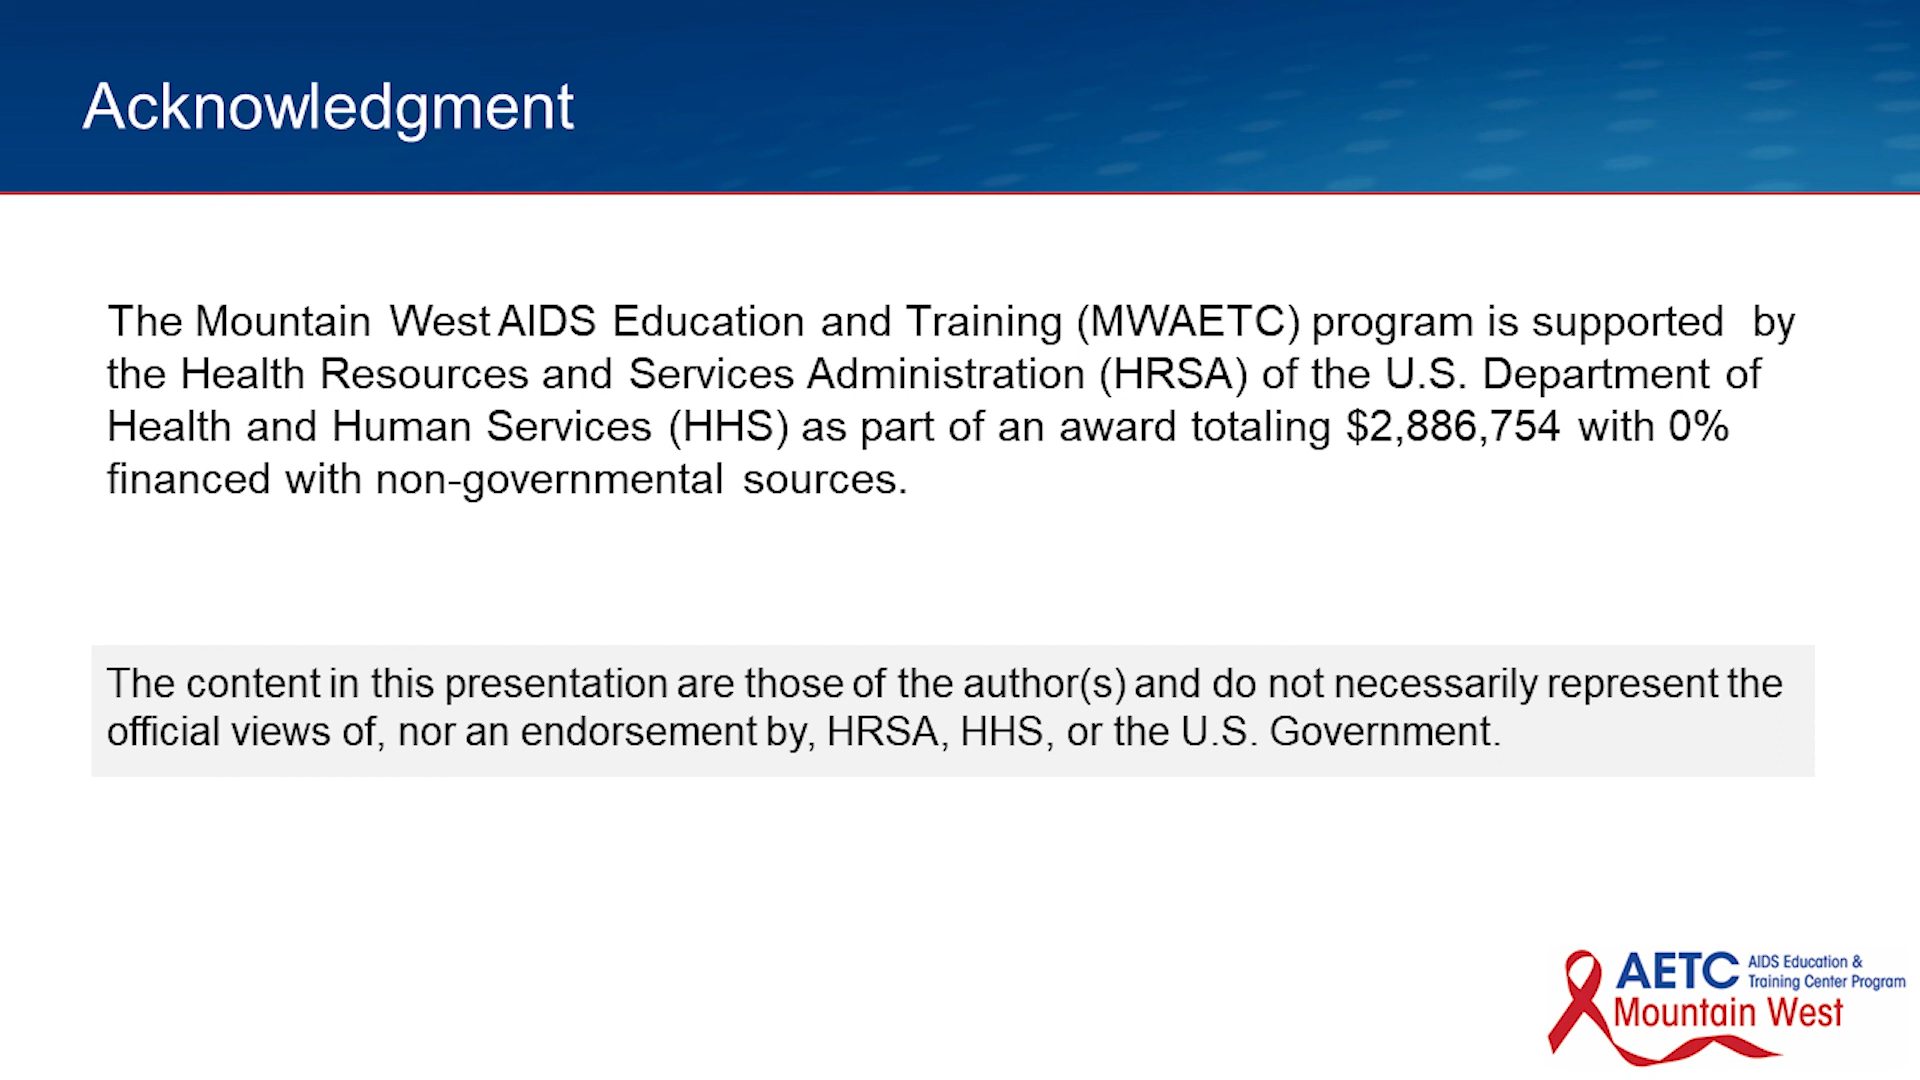 Acknowledgment
The Mountain West AIDS Education and Training (MWAETC) program is supported by
the Health Resources and Services Administration (HRSA) of the U.S. Department of
Health and Human Services (HHS) as part of an award totaling $2,886,754 with 0%
financed with non-governmental sources.
The content in this presentation are those of the author(s) and do not necessarily represent the
official views of, nor an endorsement by, HRSA, HHS, or the U.S. Government.
AETC AIDS Education &
Training Center Program
Mountain West